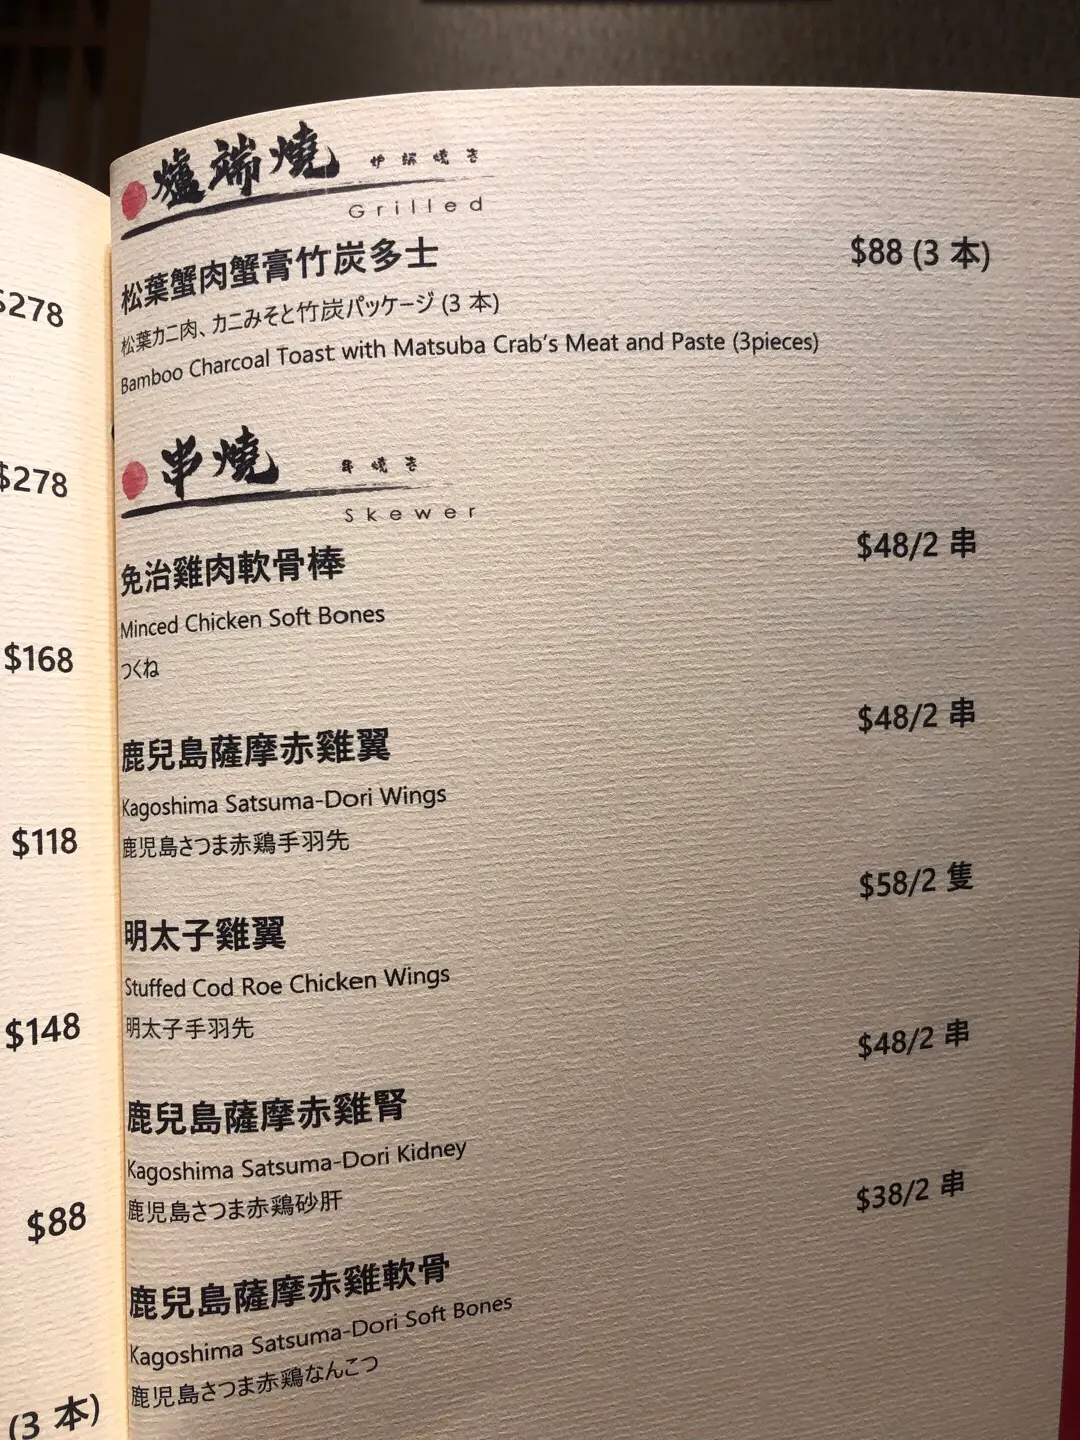 $278
$278
$168
$118
$148
$88
(3 本)
爐端燒 炉端焼き
Grilled
松葉蟹肉蟹膏竹炭多士 $88 (3 本)
松葉カニ肉、カニみそと竹炭パッケージ (3 本)
Bamboo Charcoal Toast with Matsuba Crab's Meat and Paste (3pieces)
串燒 串焼き
Skewer
免治雞肉軟骨棒 $48/2 串
Minced Chicken Soft Bones
つくね
鹿兒島薩摩赤雞翼 $48/2 串
Kagoshima Satsuma-Dori Wings
鹿児島さつま赤鶏手羽先
明太子雞翼 $58/2 隻
Stuffed Cod Roe Chicken Wings
明太子手羽先
鹿兒島薩摩赤雞腎 $48/2 串
Kagoshima Satsuma-Dori Kidney
鹿児島さつま赤鶏砂肝
鹿兒島薩摩赤雞軟骨 $38/2 串
Kagoshima Satsuma-Dori Soft Bones
鹿児島さつま赤鶏なんこつ